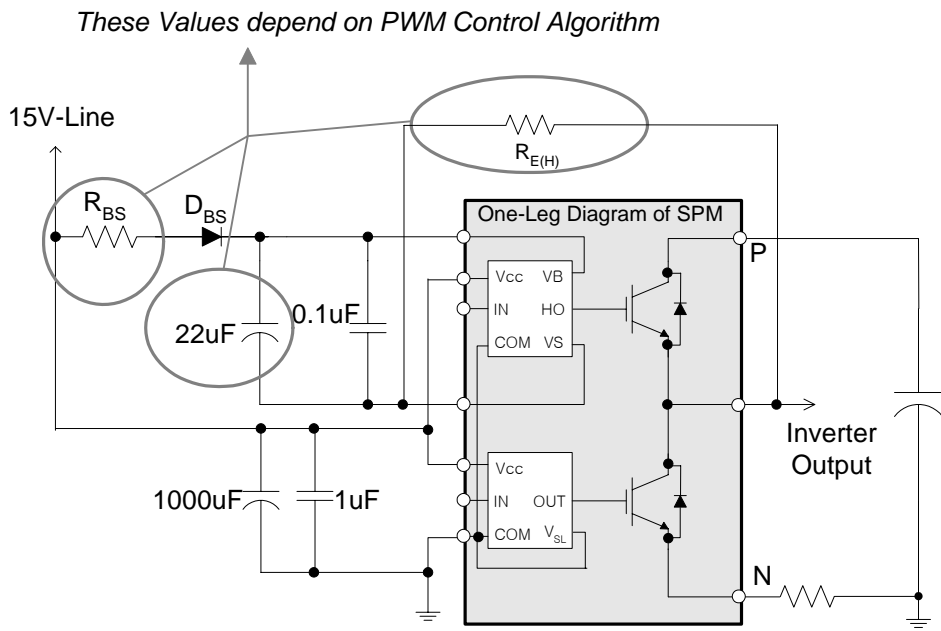 These Values depend on PWM Control Algorithm
15V-Line
R_E(H)
R_BS
D_BS
One-Leg Diagram of SPM
P
Vcc
VB
IN
HO
COM
VS
22uF
0.1uF
Inverter
Output
Vcc
IN
OUT
COM
V_SL
1000uF
1uF
N